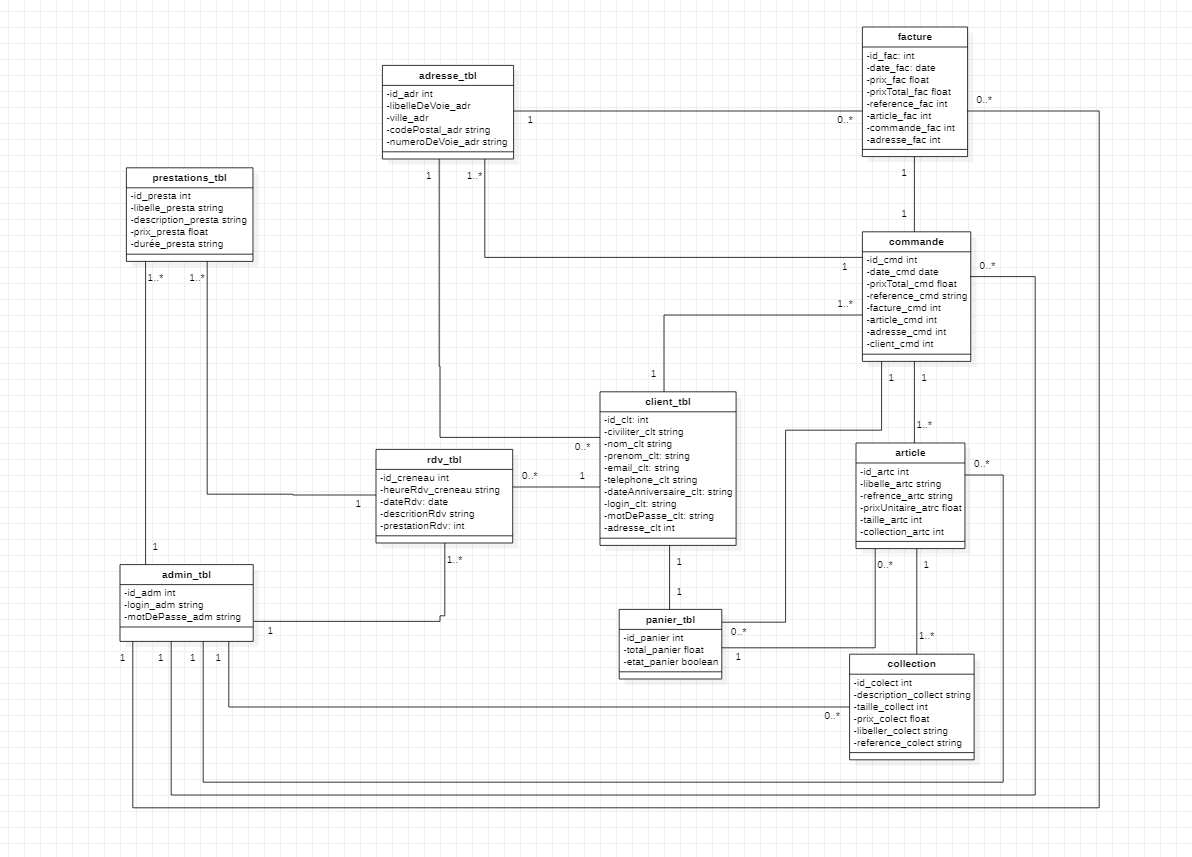 facture
-id_fac: int
-date_fac: date
-prix_fac float
-prixTotal_fac float
-reference_fac int
-article_fac int
-commande_fac int
-adresse_fac int
0..*
0..*
1
1
adresse_tbl
-id_adr int
-libelleDeVoie_adr
-ville_adr
-codePostal_adr string
-numeroDeVoie_adr string
1
1
1..*
prestations_tbl
-id_presta int
-libelle_presta string
-description_presta string
-prix_presta float
-durée_presta string
1..*
1..*
commande
-id_cmd int
-date_cmd date
-prixTotal_cmd float
-reference_cmd string
-facture_cmd int
-article_cmd int
-adresse_cmd int
-client_cmd int
0..*
1
1..*
1
1
client_tbl
-id_clt: int
-civiliter_clt string
-nom_clt string
-prenom_clt: string
-email_clt: string
-telephone_clt string
-dateAnniversaire_clt: string
-login_clt: string
-motDePasse_clt: string
-adresse_clt int
1
0..*
1
1
rdv_tbl
-id_creneau int
-heureRdv_creneau string
-dateRdv: date
-descritionRdv string
-prestationRdv: int
0..*
1
1..*
article
-id_artc int
-libelle_artc string
-refrence_artc string
-prixUnitaire_atrc float
-taille_artc int
-collection_artc int
1..*
0..*
0..*
1
admin_tbl
-id_adm int
-login_adm string
-motDePasse_adm string
1
1
1
1
1
1
panier_tbl
-id_panier int
-total_panier float
-etat_panier boolean
1
0..*
1
collection
-id_colect int
-description_collect string
-taille_collect int
-prix_colect float
-libeller_colect string
-reference_colect string
1..*
0..*